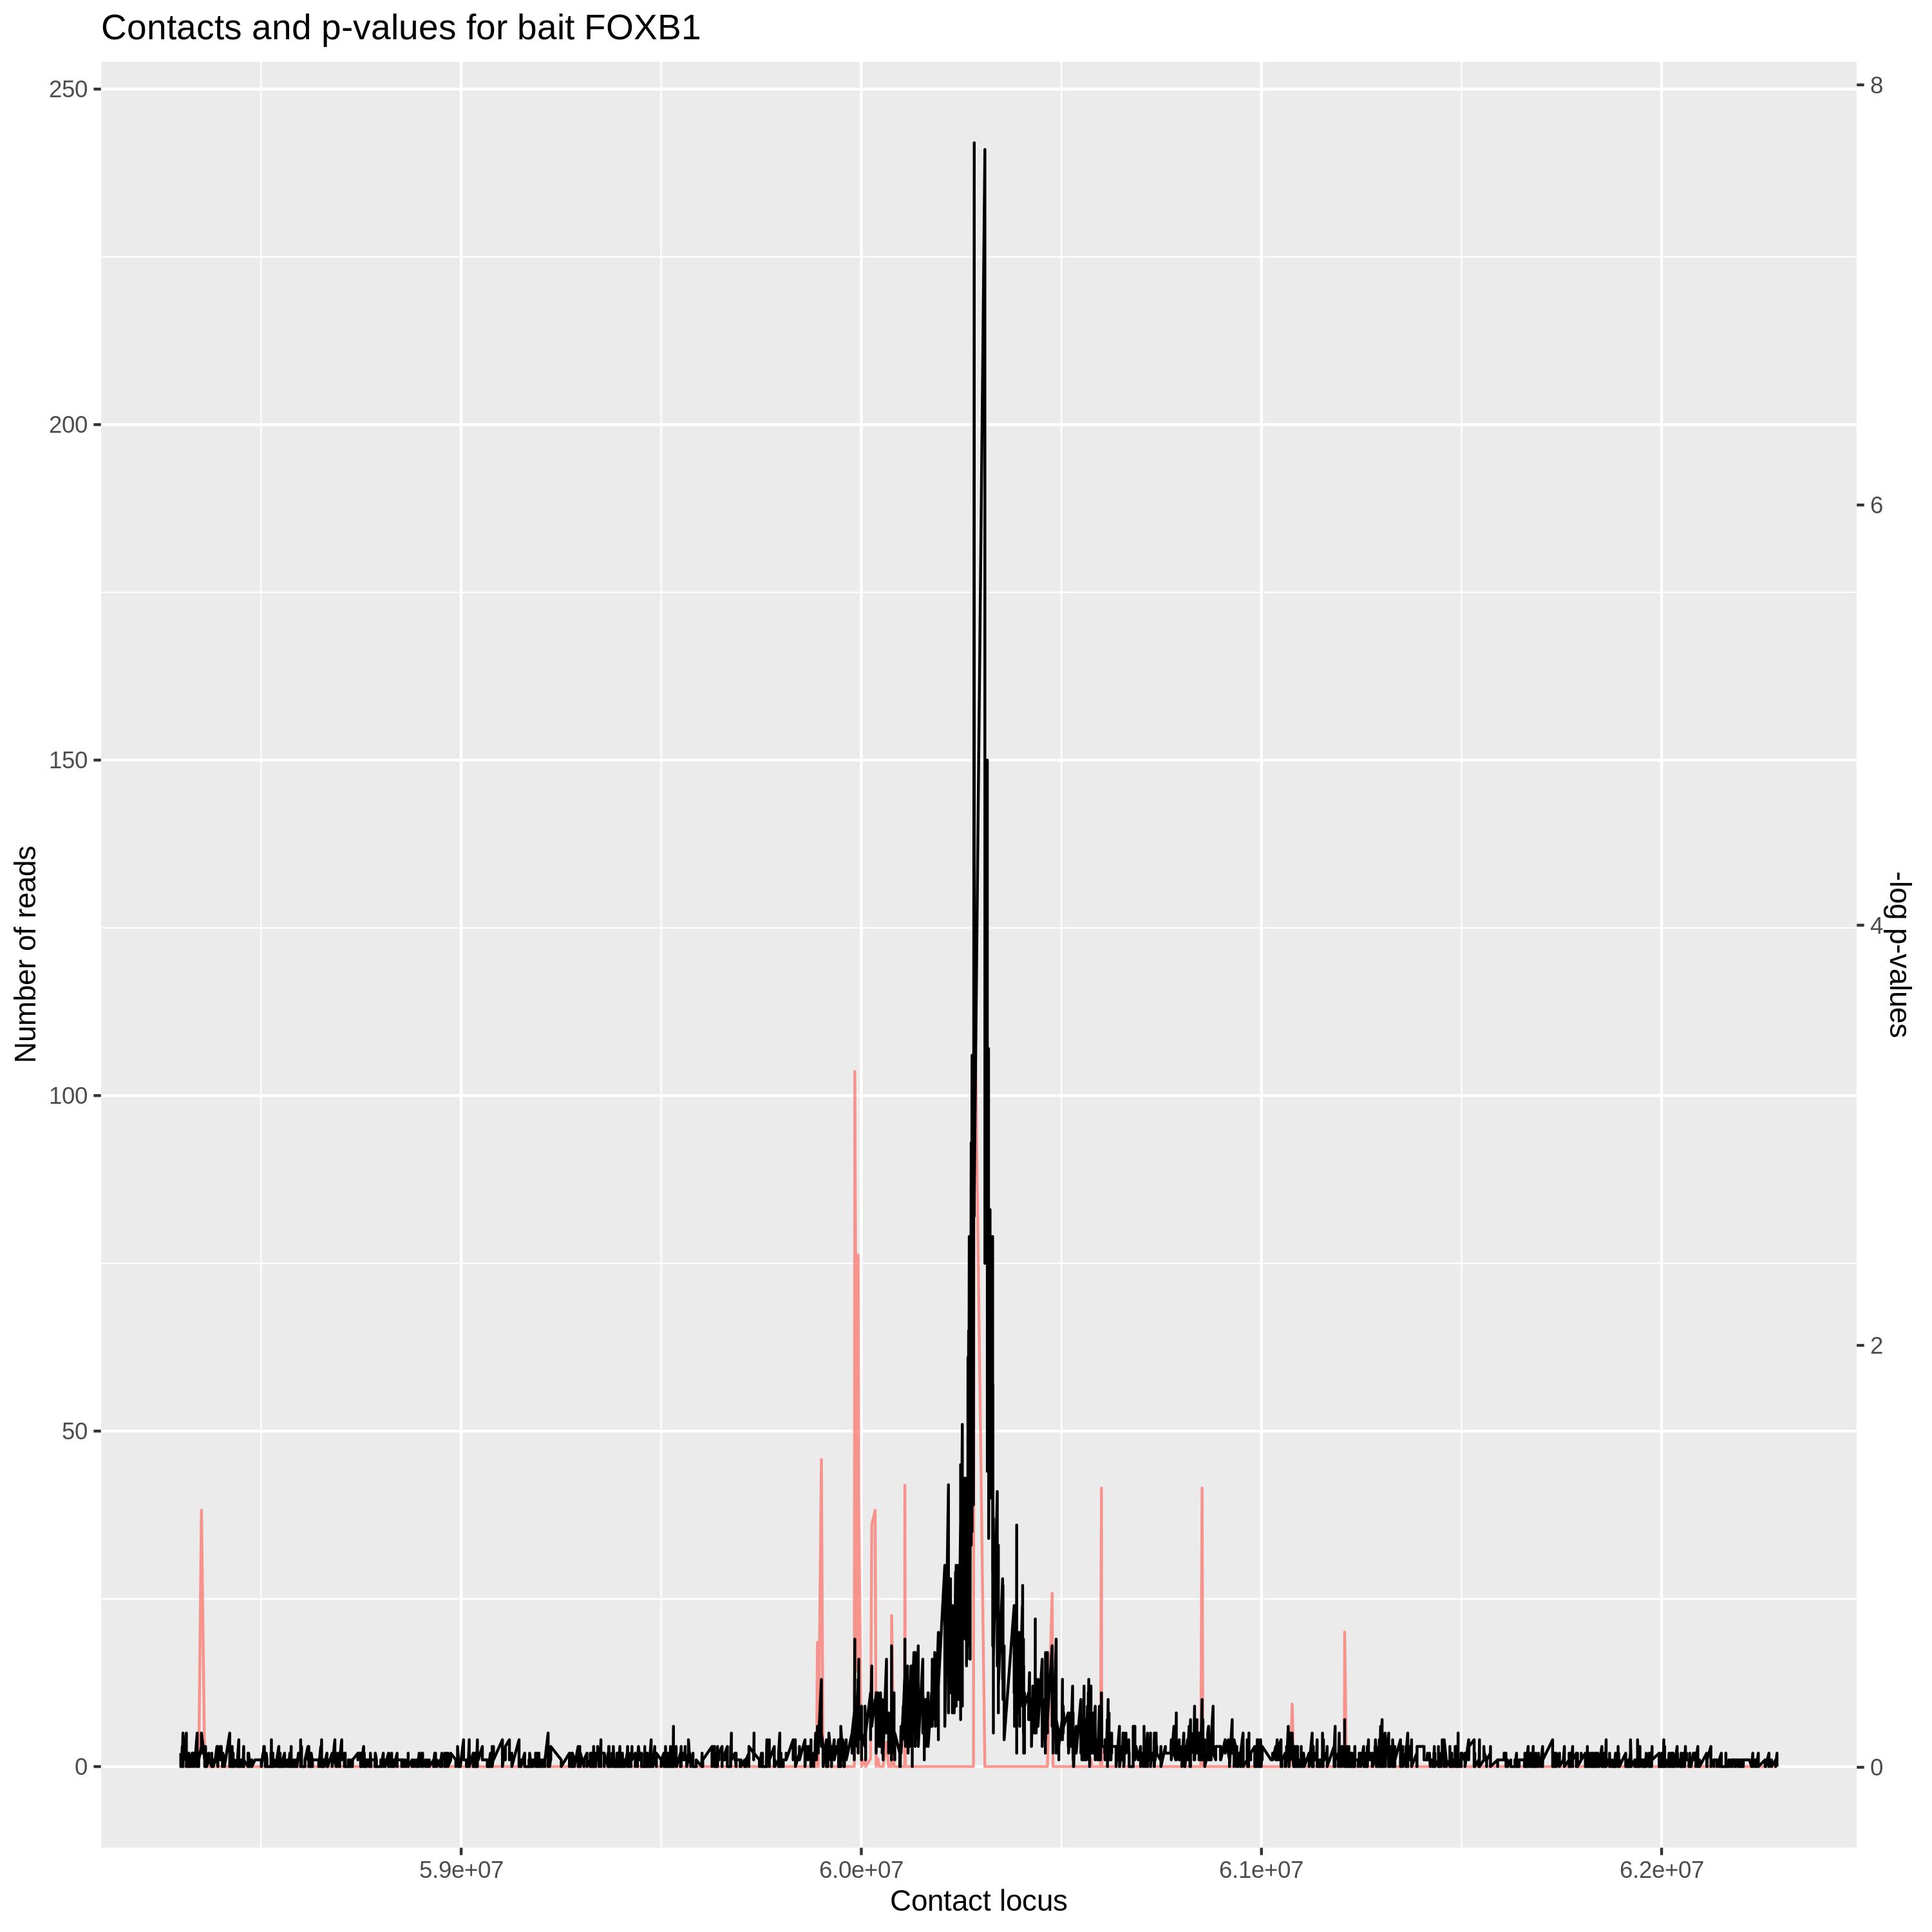 Contacts and p-values for bait FOXB1
250
200
150
100
50
0
Number of reads
8
6
4
2
0
-log p-values
5.9e+07
6.0e+07
6.1e+07
6.2e+07
Contact locus